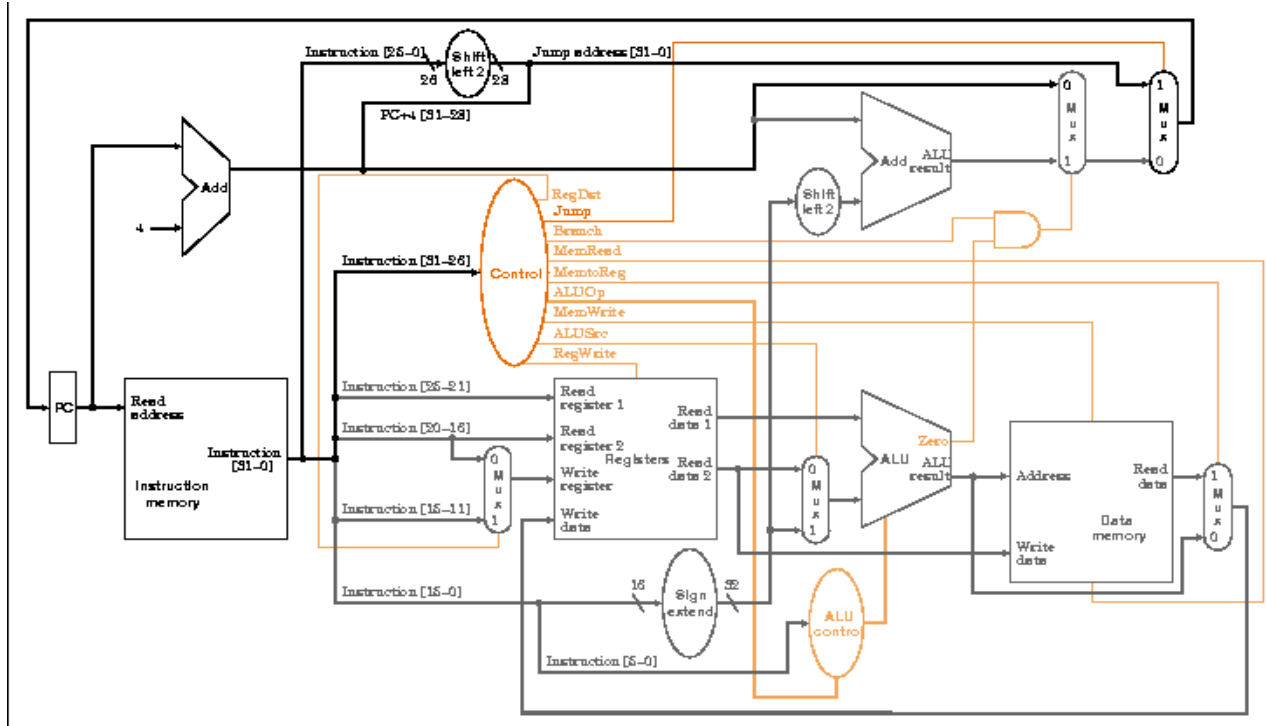 Instruction [25–0]
Shift
left 2
26
28
Jump address [31–0]
PC+4 [31–28]
Add
4
0
M
u
x
1
1
M
u
x
0
Add
ALU
result
Shift
left 2
RegDst
Jump
Branch
MemRead
MemtoReg
ALUOp
MemWrite
ALUSrc
RegWrite
Control
Instruction [31–26]
PC
Read
address
Instruction
[31–0]
Instruction
memory
Instruction [25–21]
Instruction [20–16]
Instruction [15–11]
0
M
u
x
1
Read
register 1
Read
register 2
Write
register
Write
data
Registers
Read
data 1
Read
data 2
0
M
u
x
1
Zero
ALU
ALU
result
Address
Read
data
Data
memory
Write
data
1
M
u
x
0
Instruction [15–0]
16
Sign
extend
32
ALU
control
Instruction [5–0]